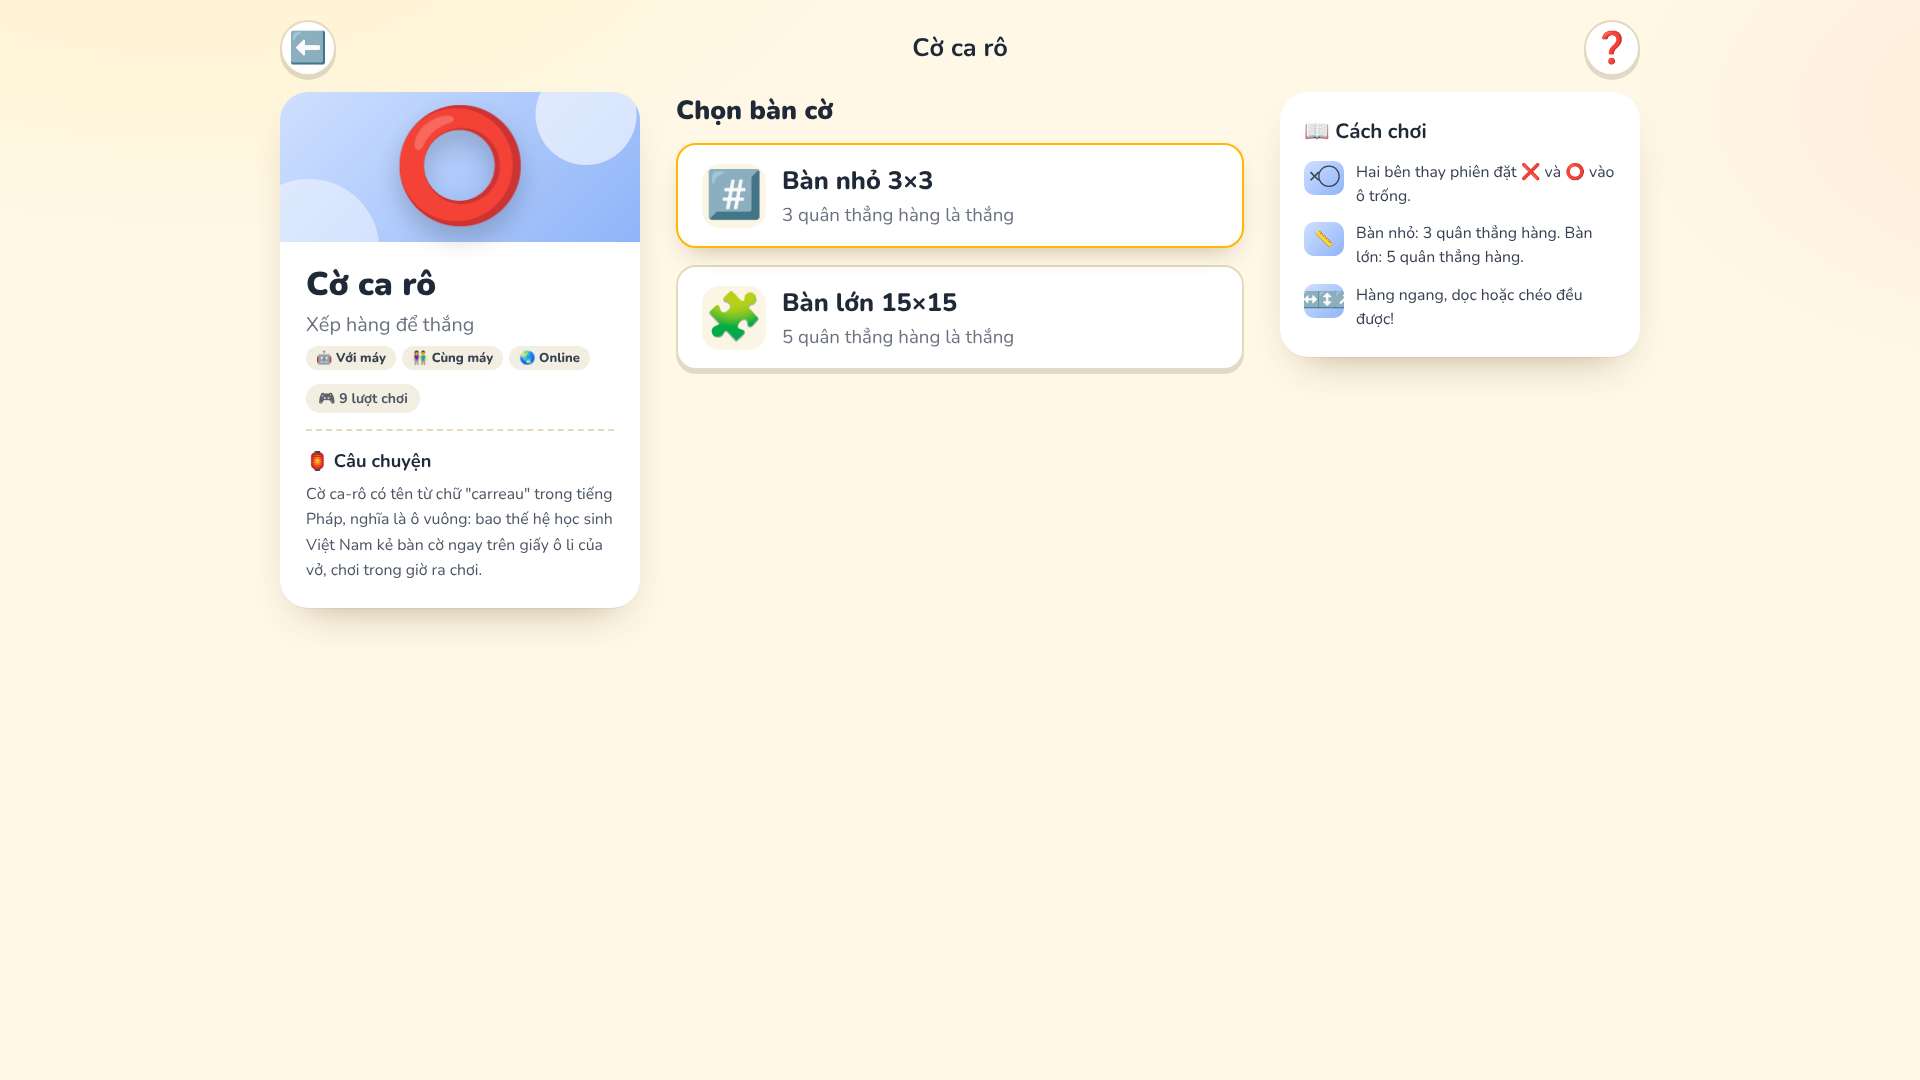 Cờ ca rô
Cờ ca rô
Xếp hàng để thắng
🤖 Với máy 👫 Cùng máy 🌏 Online
🎮 9 lượt chơi
🏮 Câu chuyện
Cờ ca-rô có tên từ chữ "carreau" trong tiếng
Pháp, nghĩa là ô vuông: bao thế hệ học sinh
Việt Nam kẻ bàn cờ ngay trên giấy ô li của
vở, chơi trong giờ ra chơi.
Chọn bàn cờ
Bàn nhỏ 3×3
3 quân thẳng hàng là thắng
Bàn lớn 15×15
5 quân thẳng hàng là thắng
📖 Cách chơi
Hai bên thay phiên đặt ❌ và ⭕ vào
ô trống.
Bàn nhỏ: 3 quân thẳng hàng. Bàn
lớn: 5 quân thẳng hàng.
Hàng ngang, dọc hoặc chéo đều
được!